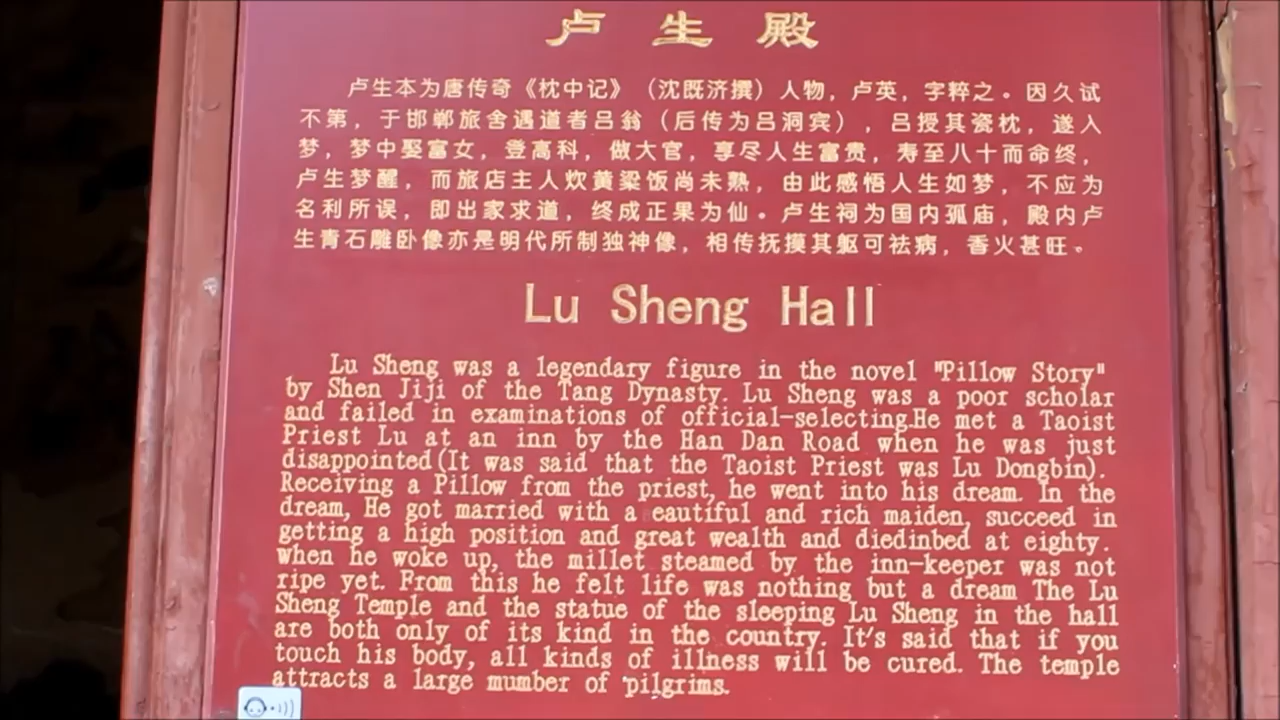 卢生殿
卢生本为唐传奇《枕中记》（沈既济撰）人物，卢英，字粹之。因久试
不第，于邯郸旅舍遇道者吕翁（后传为吕洞宾），吕授其瓷枕，遂入
梦，梦中娶富女，登高科，做大官，享尽人生富贵，寿至八十而命终，
卢生梦醒，而旅店主人炊黄粱饭尚未熟，由此感悟人生如梦，不应为
名利所误，即出家求道，终成正果为仙。卢生祠为国内孤庙，殿内卢
生青石雕卧像亦是明代所制独神像，相传抚摸其躯可祛病，香火甚旺。
Lu Sheng Hall
Lu Sheng was a legendary figure in the novel "Pillow Story"
by Shen Jiji of the Tang Dynasty. Lu Sheng was a poor scholar
and failed in examinations of official-selecting.He met a Taoist
Priest Lu at an inn by the Han Dan Road when he was just
disappointed(It was said that the Taoist Priest was Lu Dongbin).
Receiving a Pillow from the priest, he went into his dream. In the
dream, He got married with a eautiful and rich maiden, succeed in
getting a high position and great wealth and diedinbed at eighty.
When he woke up, the millet steamed by the inn-keeper was not
ripe yet. From this he felt life was nothing but a dream The Lu
Sheng Temple and the statue of the sleeping Lu Sheng in the hall
are both only of its kind in the country. It's said that if you
touch his body, all kinds of illness will be cured. The temple
attracts a large mumber of pilgrims.